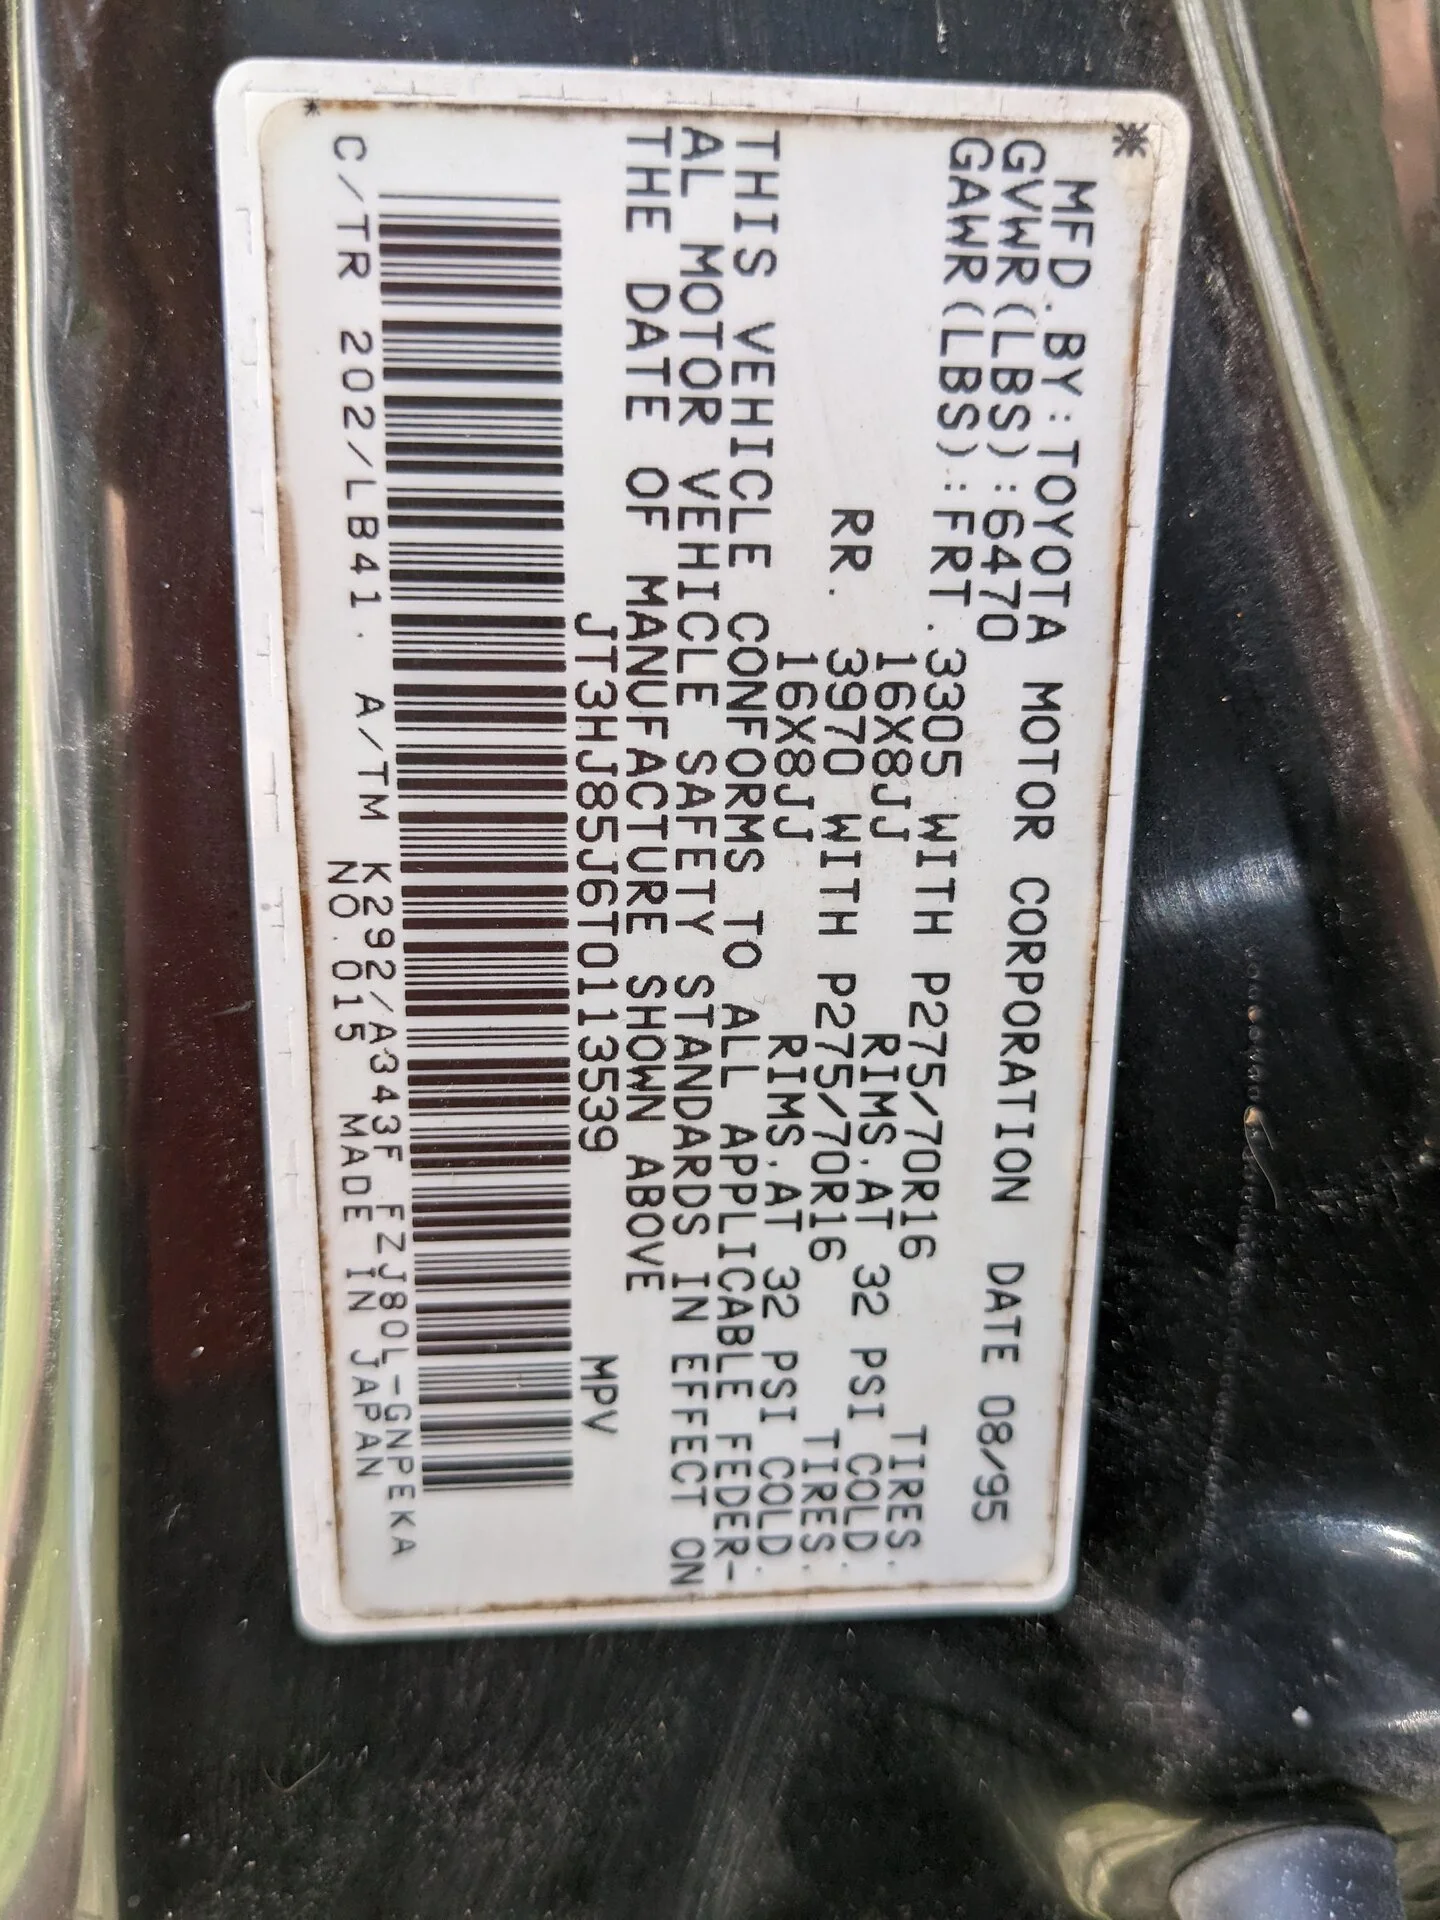 *
MFD.BY:TOYOTA MOTOR CORPORATION DATE 08/95
GVWR(LBS):6470
GAWR(LBS):FRT.3305 WITH P275/70R16 TIRES.
16X8JJ RIMS.AT 32 PSI COLD.
RR. 3970 WITH P275/70R16 TIRES.
16X8JJ RIMS.AT 32 PSI COLD.
THIS VEHICLE CONFORMS TO ALL APPLICABLE FEDER-
AL MOTOR VEHICLE SAFETY STANDARDS IN EFFECT ON
THE DATE OF MANUFACTURE SHOWN ABOVE
JT3HJ85J6T0113539 MPV
C/TR 202/LB41. A/TM K292/A343F FZJ80L-GNPEKA
* NO.015 MADE IN JAPAN